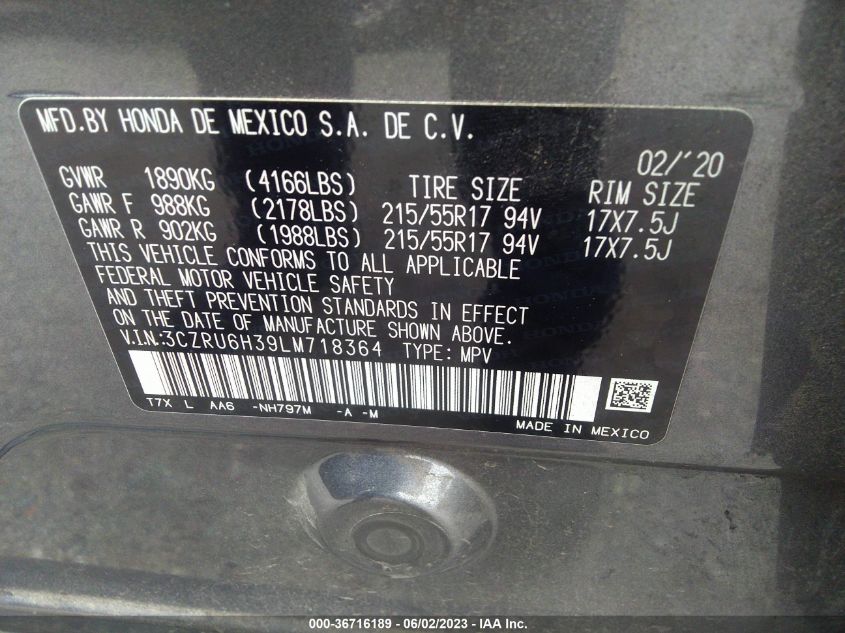 MFD.BY HONDA DE MEXICO S.A. DE C.V.
02/'20
GVWR 1890KG (4166LBS) TIRE SIZE RIM SIZE
GAWR F 988KG (2178LBS) 215/55R17 94V 17X7.5J
GAWR R 902KG (1988LBS) 215/55R17 94V 17X7.5J
THIS VEHICLE CONFORMS TO ALL APPLICABLE
FEDERAL MOTOR VEHICLE SAFETY
AND THEFT PREVENTION STANDARDS IN EFFECT
ON THE DATE OF MANUFACTURE SHOWN ABOVE.
V.I.N:3CZRU6H39LM718364 TYPE: MPV
T7X L AA6 -NH797M -A -M
MADE IN MEXICO
000-36716189 - 06/02/2023 - IAA Inc.